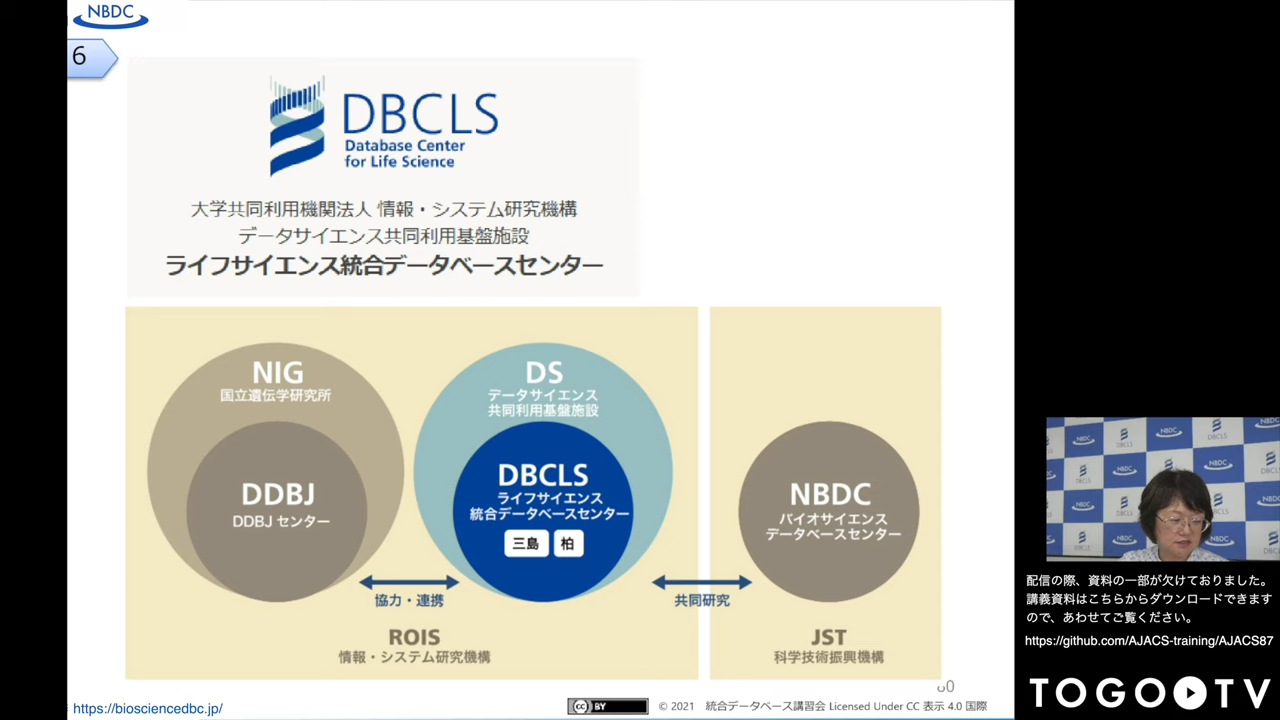 NBDC
6
DBCLS
Database Center
for Life Science
大学共同利用機関法人 情報・システム研究機構
データサイエンス共同利用基盤施設
ライフサイエンス統合データベースセンター
NIG
国立遺伝学研究所
DDBJ
DDBJ センター
DS
データサイエンス
共同利用基盤施設
DBCLS
ライフサイエンス
統合データベースセンター
三島 柏
NBDC
バイオサイエンス
データベースセンター
協力・連携
共同研究
ROIS
情報・システム研究機構
JST
科学技術振興機構
https://biosciencedbc.jp/
CC BY
© 2021 統合データベース講習会 Licensed Under CC 表示 4.0 国際
配信の際、資料の一部が欠けておりました。
講義資料はこちらからダウンロードできます
ので、あわせてご覧ください。
https://github.com/AJACS-training/AJACS87
TOGO TV